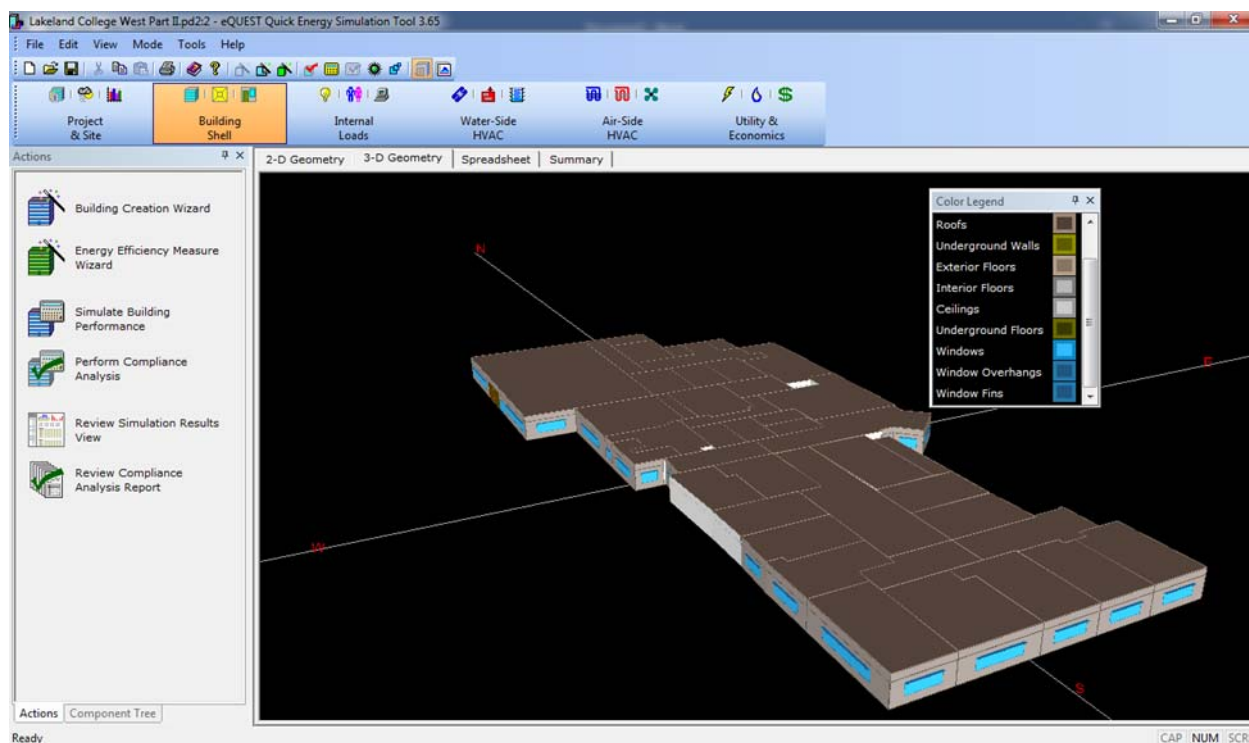 Lakeland College West Part II.pd2:2 - eQUEST Quick Energy Simulation Tool 3.65
File Edit View Mode Tools Help
Project & Site
Building Shell
Internal Loads
Water-Side HVAC
Air-Side HVAC
Utility & Economics
Actions
2-D Geometry 3-D Geometry Spreadsheet Summary
Building Creation Wizard
Energy Efficiency Measure
Wizard
Simulate Building
Performance
Perform Compliance
Analysis
Review Simulation Results
View
Review Compliance
Analysis Report
N
E
W
S
Color Legend
Roofs
Underground Walls
Exterior Floors
Interior Floors
Ceilings
Underground Floors
Windows
Window Overhangs
Window Fins
Actions Component Tree
Ready
CAP NUM SCR